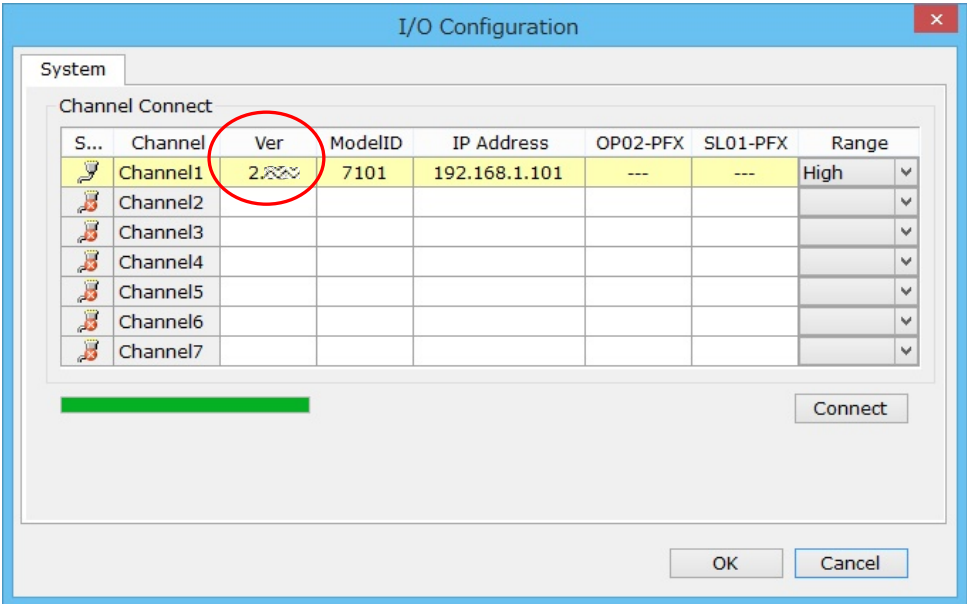 I/O Configuration
System
Channel Connect
S... Channel Ver ModelID IP Address OP02-PFX SL01-PFX Range
Channel1 7101 192.168.1.101 --- --- High
Channel2
Channel3
Channel4
Channel5
Channel6
Channel7
Connect
OK Cancel